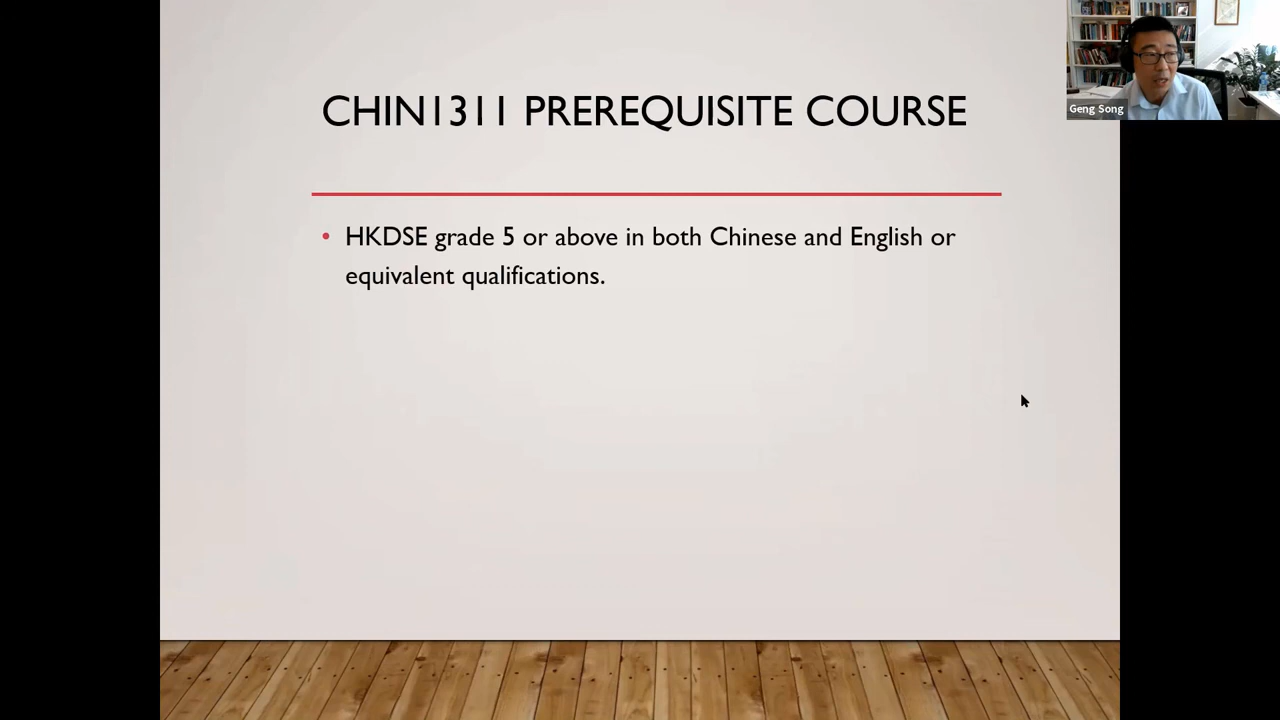 CHIN1311 PREREQUISITE COURSE
• HKDSE grade 5 or above in both Chinese and English or
equivalent qualifications.
Geng Song